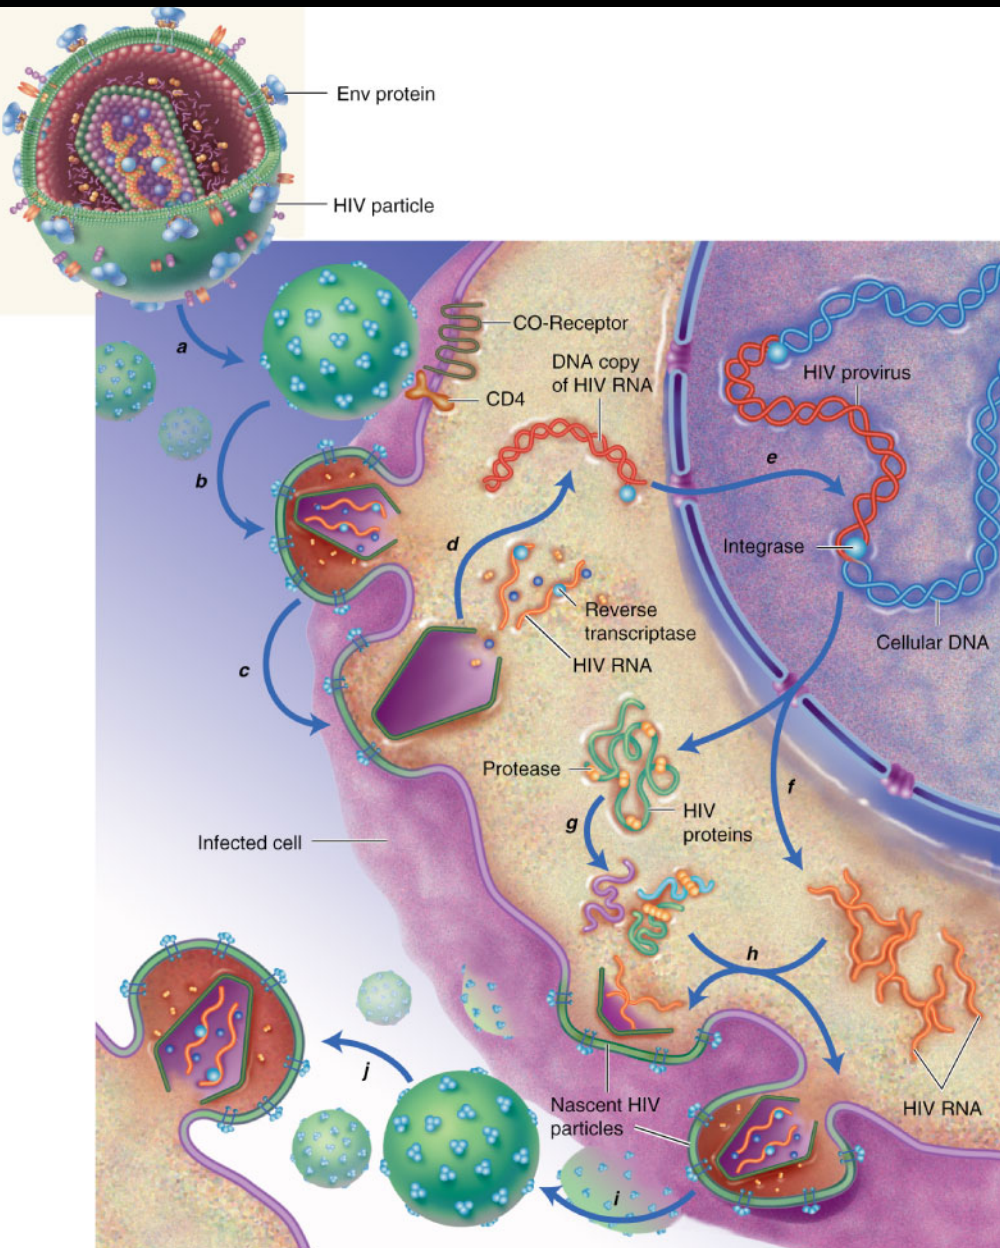 Env protein
HIV particle
a
CO-Receptor
DNA copy
of HIV RNA
HIV provirus
CD4
e
b
d
Integrase
Reverse
transcriptase
Cellular DNA
HIV RNA
c
Protease
f
HIV
proteins
g
Infected cell
h
j
Nascent HIV
particles
HIV RNA
i